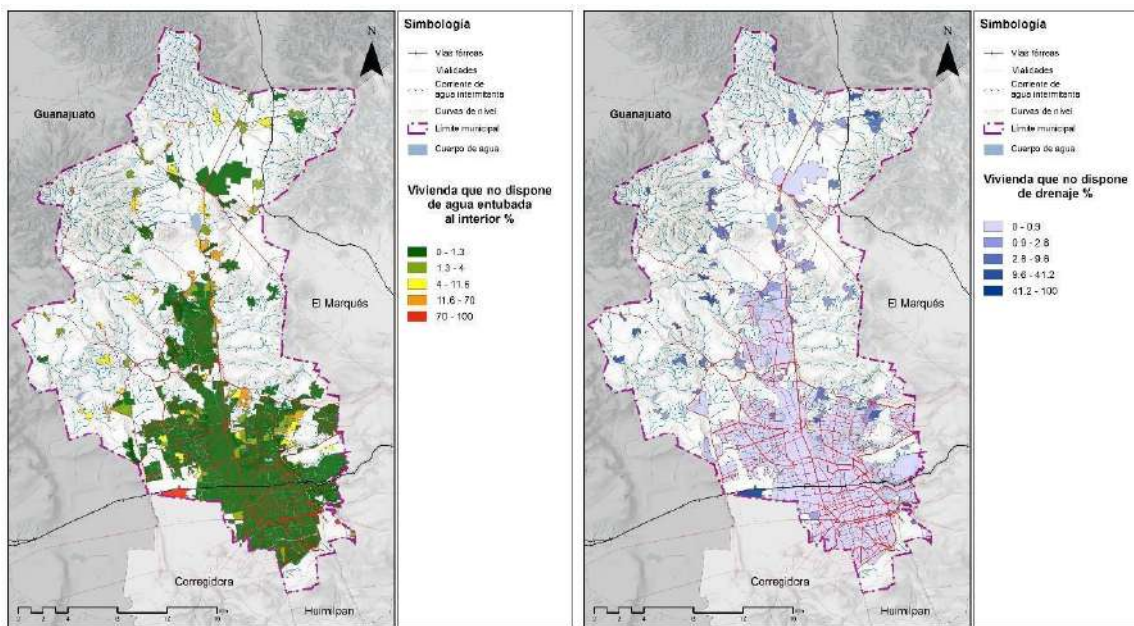 Simbología
N
Vías férreas
Vialidades
Corriente de
agua intermitente
Curvas de nivel
Límite municipal
Cuerpo de agua
Vivienda que no dispone
de agua entubada
al interior %
0 - 1.3
1.3 - 4
4 - 11.6
11.6 - 70
70 - 100
Guanajuato
El Marqués
Corregidora
Huimilpan
Simbología
N
Vías férreas
Vialidades
Corriente de
agua intermitente
Curvas de nivel
Límite municipal
Cuerpo de agua
Vivienda que no dispone
de drenaje %
0 - 0.9
0.9 - 2.8
2.8 - 9.6
9.6 - 41.2
41.2 - 100
Guanajuato
El Marqués
Corregidora
Huimilpan